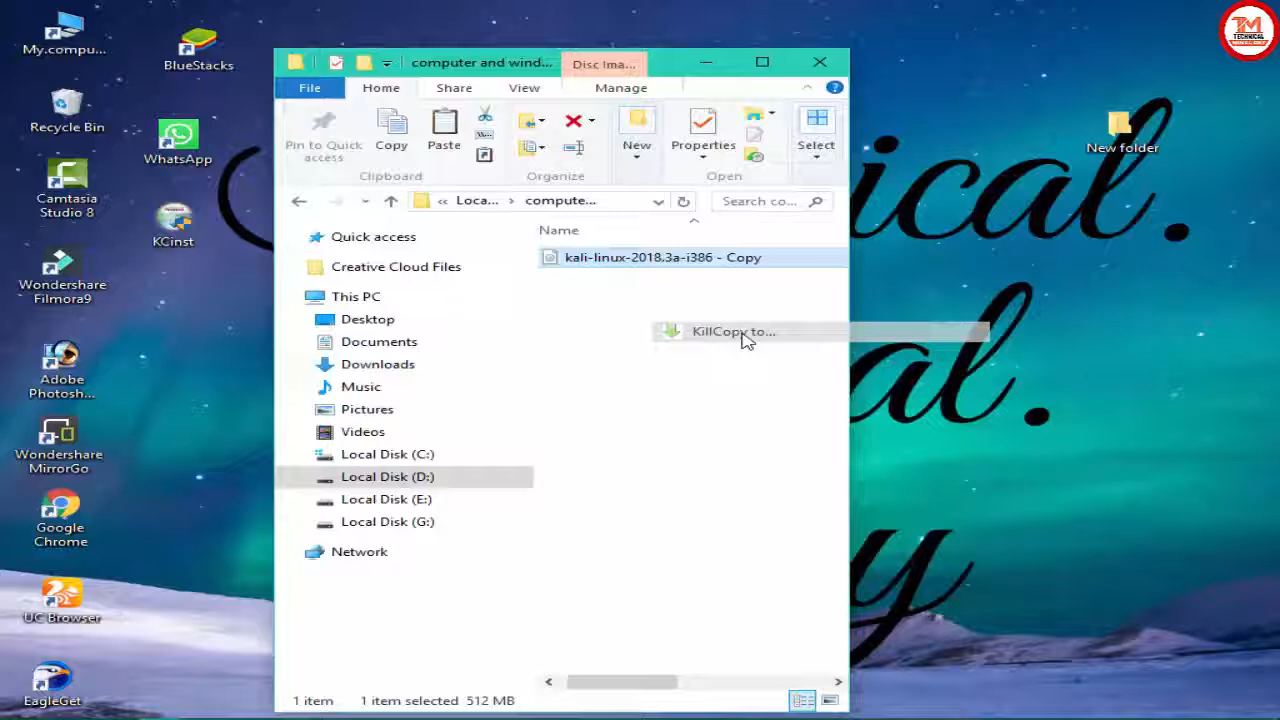 My.compu...
BlueStacks
Recycle Bin
WhatsApp
Camtasia
Studio 8
KCinst
Wondershare
Filmora9
Adobe
Photosh...
Wondershare
MirrorGo
Google
Chrome
UC Browser
EagleGet
computer and wind...
Disc Ima...
File
Home
Share
View
Manage
Pin to Quick
access
Copy
Paste
New
Properties
Select
Clipboard
Organize
Open
« Loca... > compute...
Search co...
Quick access
Creative Cloud Files
This PC
Desktop
Documents
Downloads
Music
Pictures
Videos
Local Disk (C:)
Local Disk (D:)
Local Disk (E:)
Local Disk (G:)
Network
Name
kali-linux-2018.3a-i386 - Copy
KillCopy to...
1 item
1 item selected 512 MB
New folder
TM
TECHNICAL
ical.
al.
y